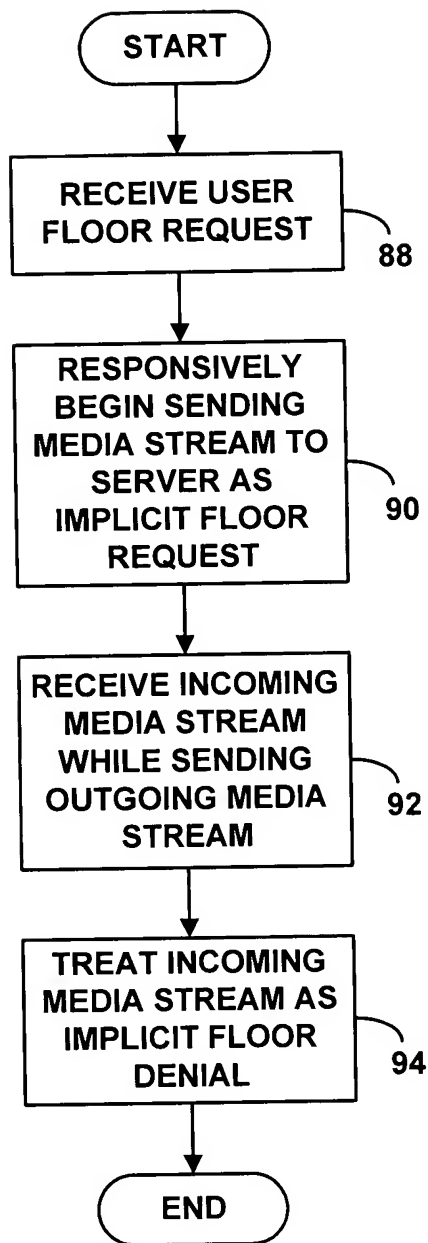 START
RECEIVE USER
FLOOR REQUEST
88
RESPONSIVELY
BEGIN SENDING
MEDIA STREAM TO
SERVER AS
IMPLICIT FLOOR
REQUEST
90
RECEIVE INCOMING
MEDIA STREAM
WHILE SENDING
OUTGOING MEDIA
STREAM
92
TREAT INCOMING
MEDIA STREAM AS
IMPLICIT FLOOR
DENIAL
94
END